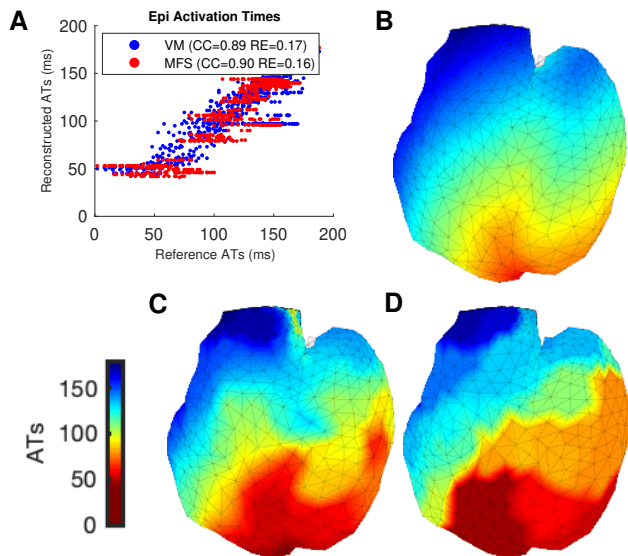 A
Epi Activation Times
VM (CC=0.89 RE=0.17)
MFS (CC=0.90 RE=0.16)
Reconstructed ATs (ms)
200
150
100
50
0
0 50 100 150 200
Reference ATs (ms)
B
C
D
ATs
150
100
50
0